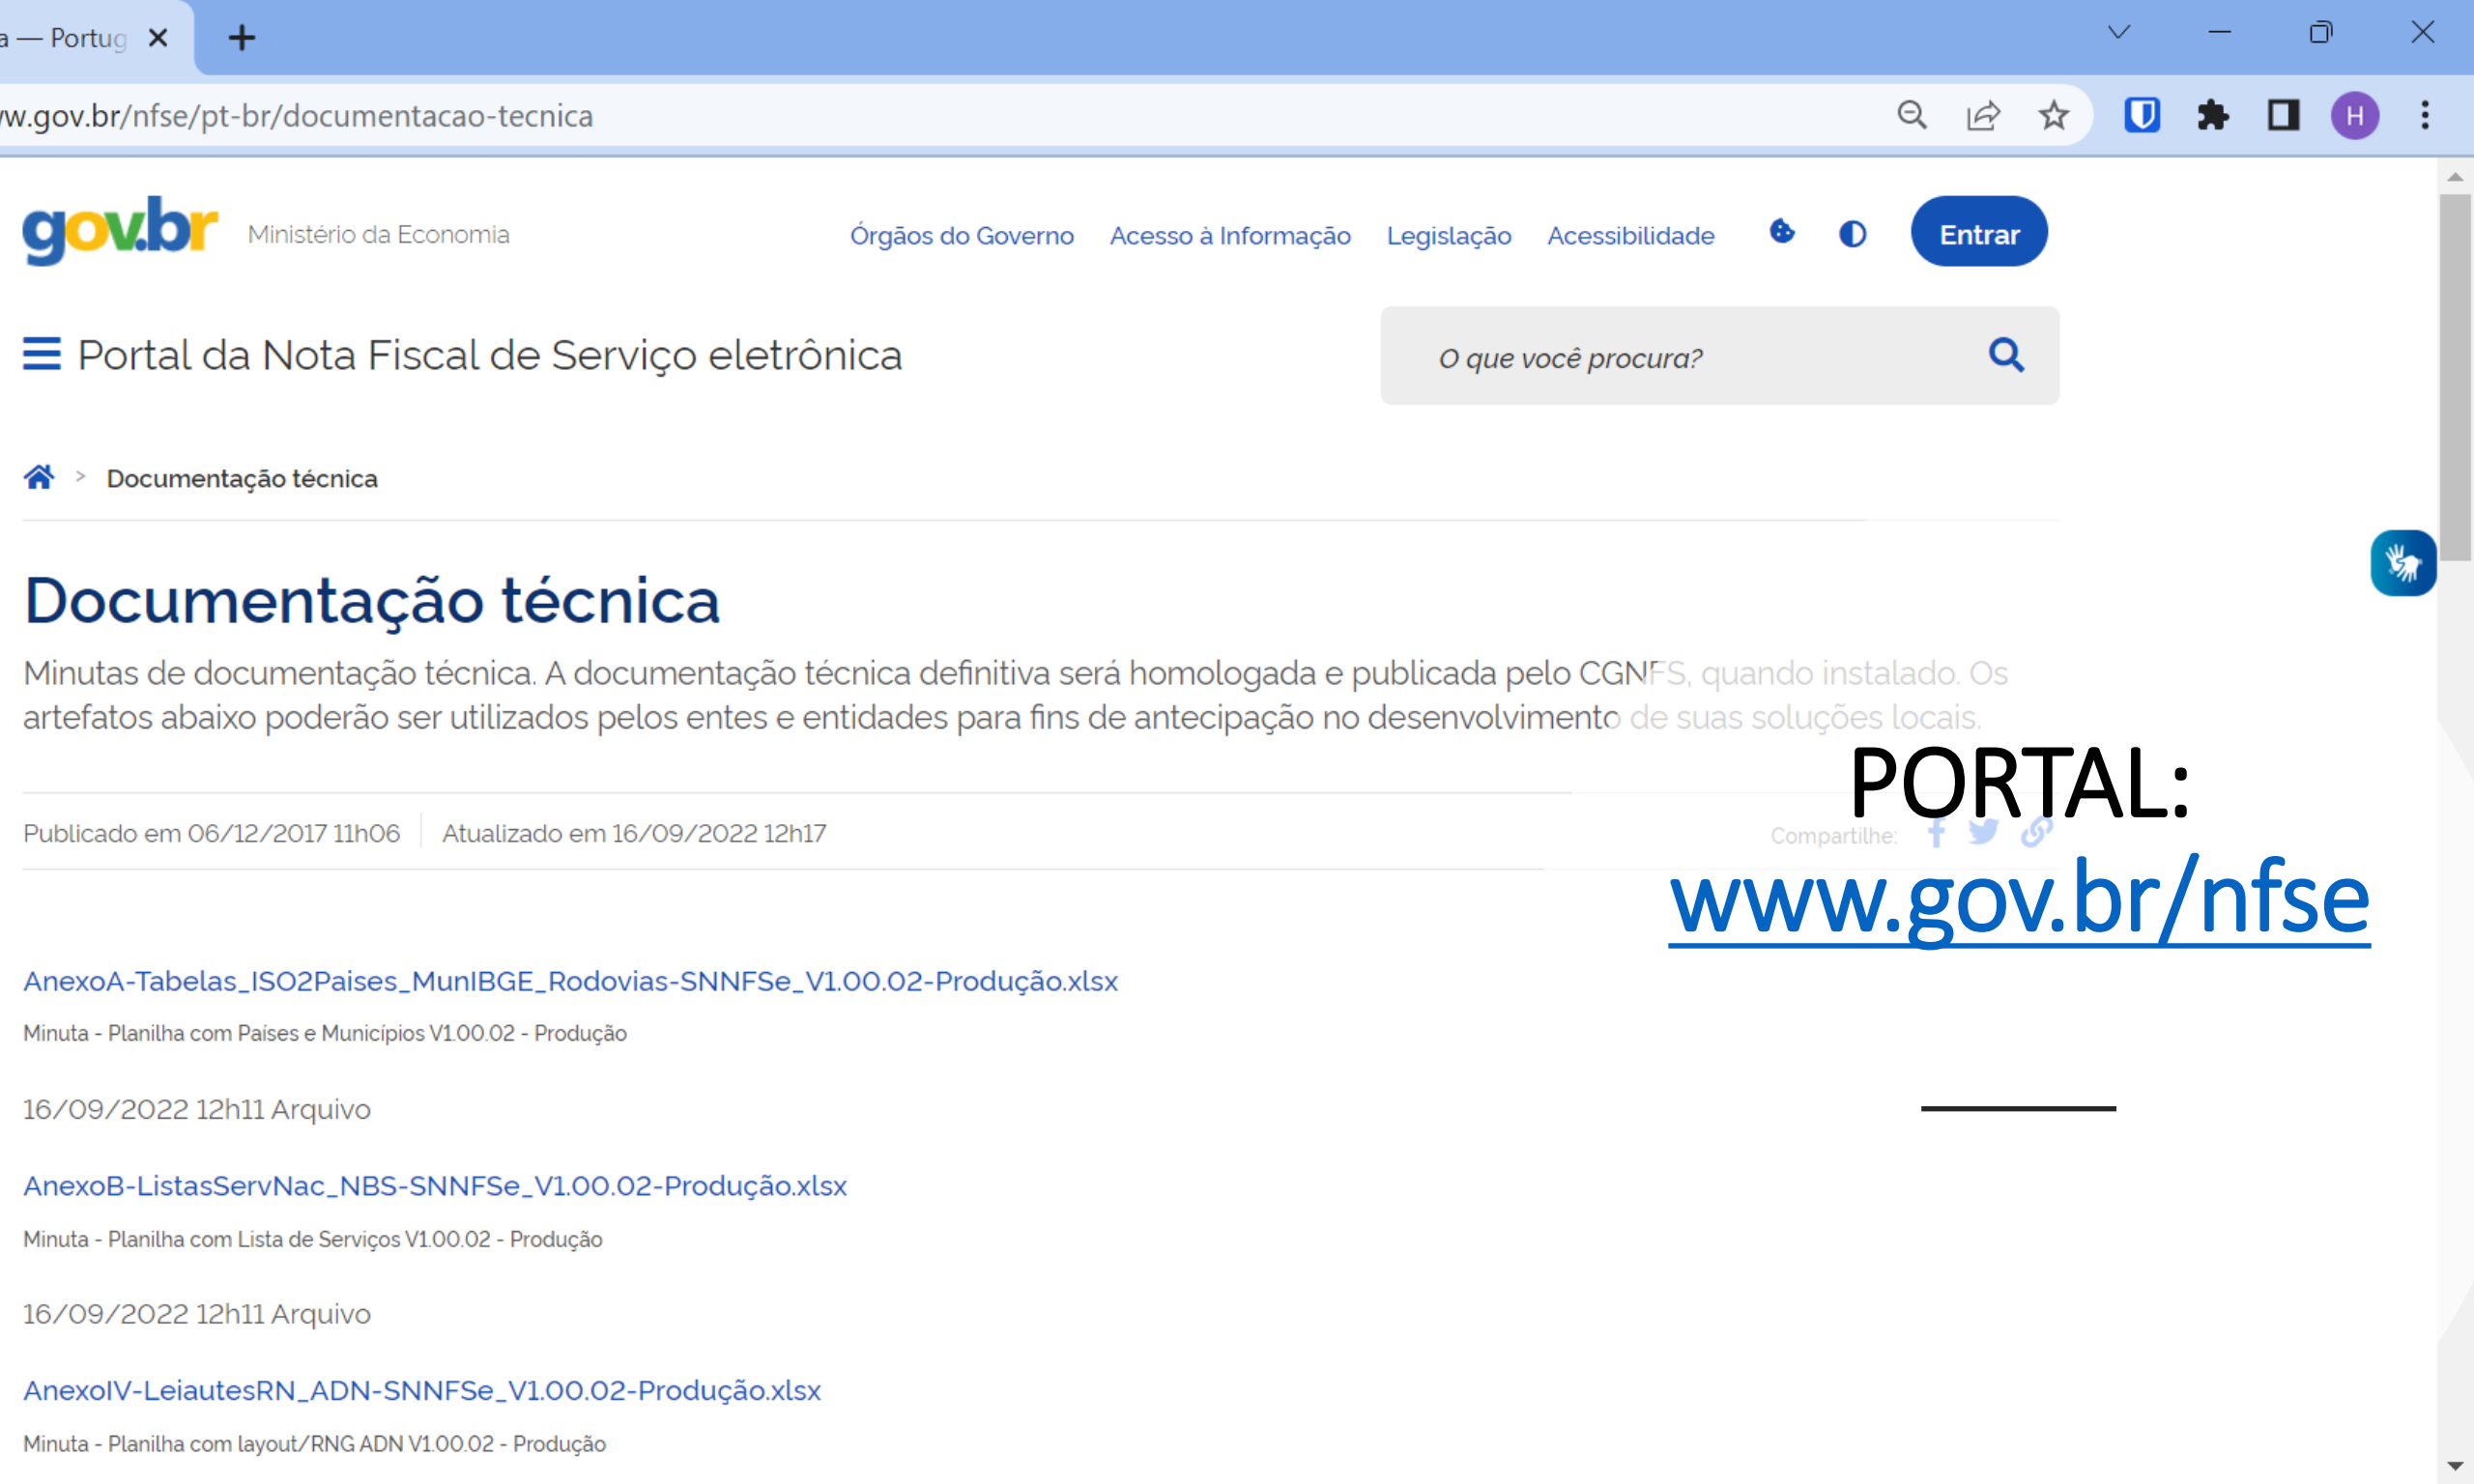 a — Portug
w.gov.br/nfse/pt-br/documentacao-tecnica
H
gov.br Ministério da Economia Órgãos do Governo Acesso à Informação Legislação Acessibilidade Entrar
Portal da Nota Fiscal de Serviço eletrônica O que você procura?
> Documentação técnica
Documentação técnica
Minutas de documentação técnica. A documentação técnica definitiva será homologada e publicada pelo CGNFS, quando instalado. Os
artefatos abaixo poderão ser utilizados pelos entes e entidades para fins de antecipação no desenvolvimento de suas soluções locais.
PORTAL:
Publicado em 06/12/2017 11h06 Atualizado em 16/09/2022 12h17 Compartilhe:
www.gov.br/nfse
AnexoA-Tabelas_ISO2Paises_MunIBGE_Rodovias-SNNFSe_V1.00.02-Produção.xlsx
Minuta - Planilha com Países e Municípios V1.00.02 - Produção
16/09/2022 12h11 Arquivo
AnexoB-ListasServNac_NBS-SNNFSe_V1.00.02-Produção.xlsx
Minuta - Planilha com Lista de Serviços V1.00.02 - Produção
16/09/2022 12h11 Arquivo
AnexoIV-LeiautesRN_ADN-SNNFSe_V1.00.02-Produção.xlsx
Minuta - Planilha com layout/RNG ADN V1.00.02 - Produção